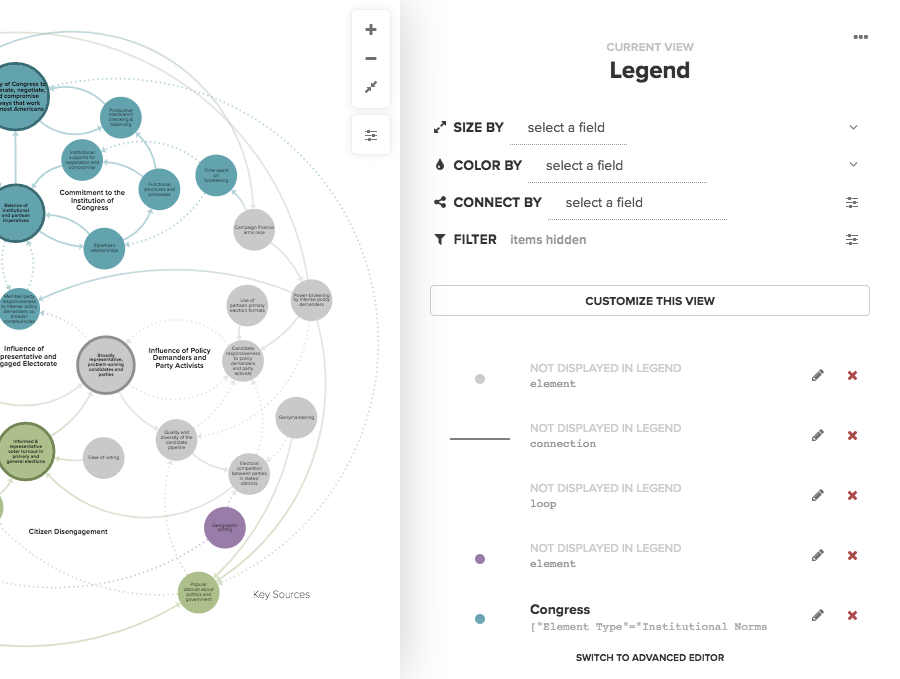 y of Congress to
erate, negotiate,
d compromise
ways that work
most Americans
Productive
interbranch
checking &
balancing
Institutional
supports for
negotiation and
compromise
Time spent
on
fundraising
Functional
structures and
processes
Commitment to the
Institution of
Congress
Balance of
institutional
and partisan
imperatives
Campaign finance
arms race
Bipartisan
relationships
Member/party
responsiveness
to intense policy
demanders vs.
broader
constituencies
Use of
partisan primary
election formats
Power-brokering
by intense policy
demanders
Influence of
presentative and
gaged Electorate
Broadly
representative,
problem-solving
candidates and
parties
Influence of Policy
Demanders and
Party Activists
Candidate
responsiveness
to policy
demanders
and party
activists
Gerrymandering
Quality and
diversity of the
candidate
pipeline
Informed &
representative
voter turnout in
primary and
general elections
Ease of voting
Electoral
competition
between parties
in states/
districts
Citizen Disengagement
Geographic
sorting
Popular
distrust about
politics and
government
Key Sources
CURRENT VIEW
Legend
SIZE BY select a field
COLOR BY select a field
CONNECT BY select a field
FILTER items hidden
CUSTOMIZE THIS VIEW
NOT DISPLAYED IN LEGEND
element
NOT DISPLAYED IN LEGEND
connection
NOT DISPLAYED IN LEGEND
loop
NOT DISPLAYED IN LEGEND
element
Congress
["Element Type"="Institutional Norms
SWITCH TO ADVANCED EDITOR